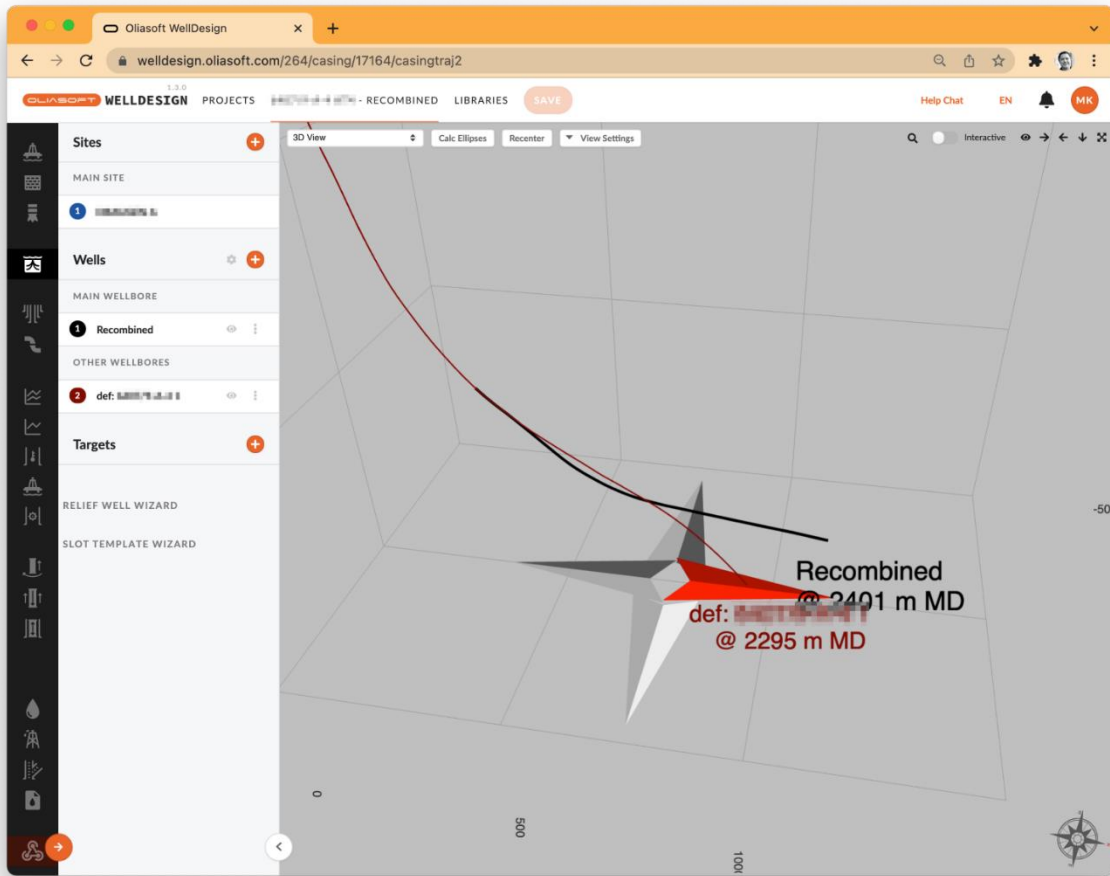 Oliasoft WellDesign
welldesign.oliasoft.com/264/casing/17164/casingtraj2
1.3.0
OLIASOFT WELLDESIGN PROJECTS - RECOMBINED LIBRARIES SAVE Help Chat EN MK
Sites
MAIN SITE
1
Wells
MAIN WELLBORE
1 Recombined
OTHER WELLBORES
2 def:
Targets
RELIEF WELL WIZARD
SLOT TEMPLATE WIZARD
3D View Calc Ellipses Recenter View Settings Interactive
-50
Recombined
@ 2401 m MD
def:
@ 2295 m MD
0
500